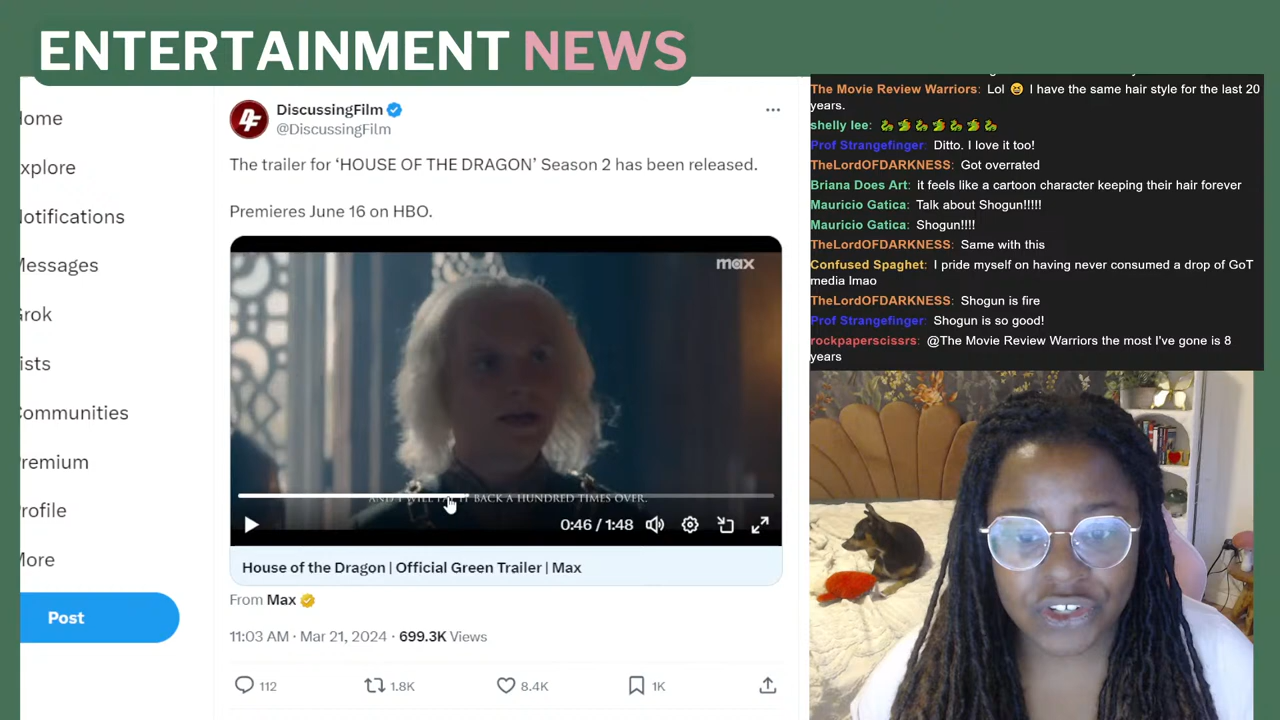 ENTERTAINMENT NEWS
ome
xplore
otifications
Messages
Grok
ists
ommunities
remium
rofile
More
Post
DiscussingFilm
@DiscussingFilm
The trailer for ‘HOUSE OF THE DRAGON’ Season 2 has been released.
Premieres June 16 on HBO.
max
BACK A HUNDRED TIMES OVER.
0:46 / 1:48
House of the Dragon | Official Green Trailer | Max
From Max
11:03 AM · Mar 21, 2024 · 699.3K Views
112
1.8K
8.4K
1K
The Movie Review Warriors: Lol 😆 I have the same hair style for the last 20
years.
shelly lee: 🐍🐲🐍🐲🐍🐲🐍
Prof Strangefinger: Ditto. I love it too!
TheLordOFDARKNESS: Got overrated
Briana Does Art: it feels like a cartoon character keeping their hair forever
Mauricio Gatica: Talk about Shogun!!!!!
Mauricio Gatica: Shogun!!!!
TheLordOFDARKNESS: Same with this
Confused Spaghet: I pride myself on having never consumed a drop of GoT
media lmao
TheLordOFDARKNESS: Shogun is fire
Prof Strangefinger: Shogun is so good!
rockpaperscissrs: @The Movie Review Warriors the most I've gone is 8
years